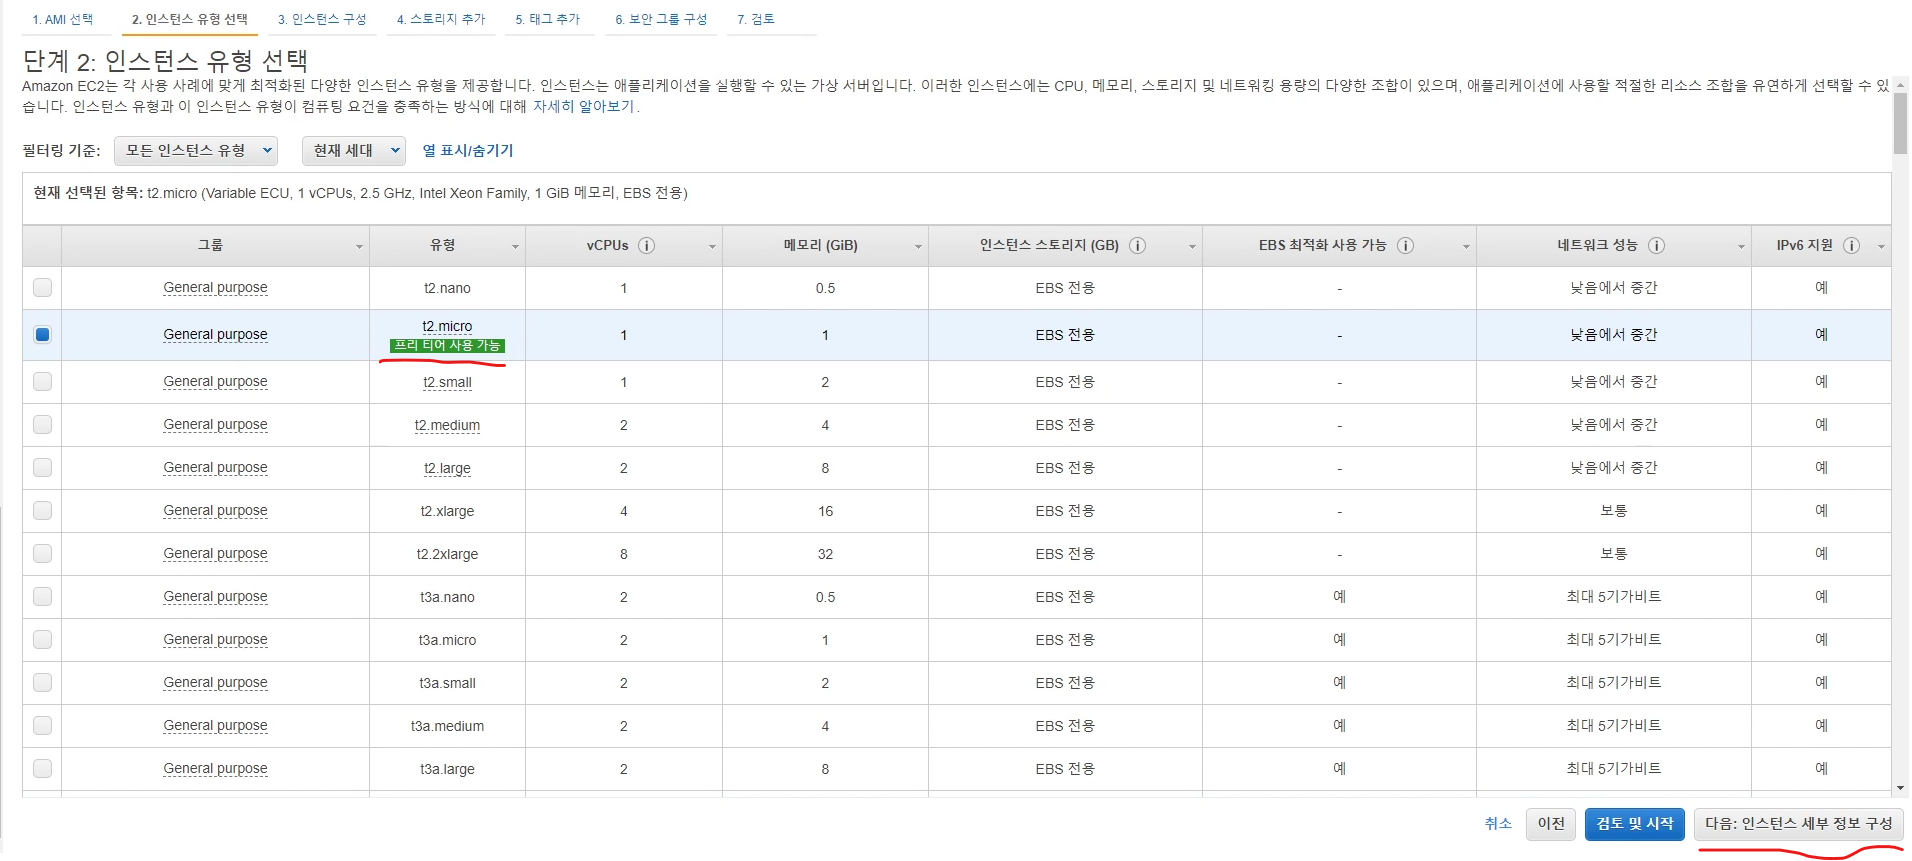 1. AMI 선택 2. 인스턴스 유형 선택 3. 인스턴스 구성 4. 스토리지 추가 5. 태그 추가 6. 보안 그룹 구성 7. 검토
단계 2: 인스턴스 유형 선택
Amazon EC2는 각 사용 사례에 맞게 최적화된 다양한 인스턴스 유형을 제공합니다. 인스턴스는 애플리케이션을 실행할 수 있는 가상 서버입니다. 이러한 인스턴스에는 CPU, 메모리, 스토리지 및 네트워킹 용량의 다양한 조합이 있으며, 애플리케이션에 사용할 적절한 리소스 조합을 유연하게 선택할 수 있
습니다. 인스턴스 유형과 이 인스턴스 유형이 컴퓨팅 요건을 충족하는 방식에 대해 자세히 알아보기.
필터링 기준: 모든 인스턴스 유형 현재 세대 열 표시/숨기기
현재 선택된 항목: t2.micro (Variable ECU, 1 vCPUs, 2.5 GHz, Intel Xeon Family, 1 GiB 메모리, EBS 전용)
그룹 유형 vCPUs i 메모리 (GiB) 인스턴스 스토리지 (GB) i EBS 최적화 사용 가능 i 네트워크 성능 i IPv6 지원 i
General purpose t2.nano 1 0.5 EBS 전용 - 낮음에서 중간 예
General purpose t2.micro 1 1 EBS 전용 - 낮음에서 중간 예
프리 티어 사용 가능
General purpose t2.small 1 2 EBS 전용 - 낮음에서 중간 예
General purpose t2.medium 2 4 EBS 전용 - 낮음에서 중간 예
General purpose t2.large 2 8 EBS 전용 - 낮음에서 중간 예
General purpose t2.xlarge 4 16 EBS 전용 - 보통 예
General purpose t2.2xlarge 8 32 EBS 전용 - 보통 예
General purpose t3a.nano 2 0.5 EBS 전용 예 최대 5기가비트 예
General purpose t3a.micro 2 1 EBS 전용 예 최대 5기가비트 예
General purpose t3a.small 2 2 EBS 전용 예 최대 5기가비트 예
General purpose t3a.medium 2 4 EBS 전용 예 최대 5기가비트 예
General purpose t3a.large 2 8 EBS 전용 예 최대 5기가비트 예
취소 이전 검토 및 시작 다음: 인스턴스 세부 정보 구성